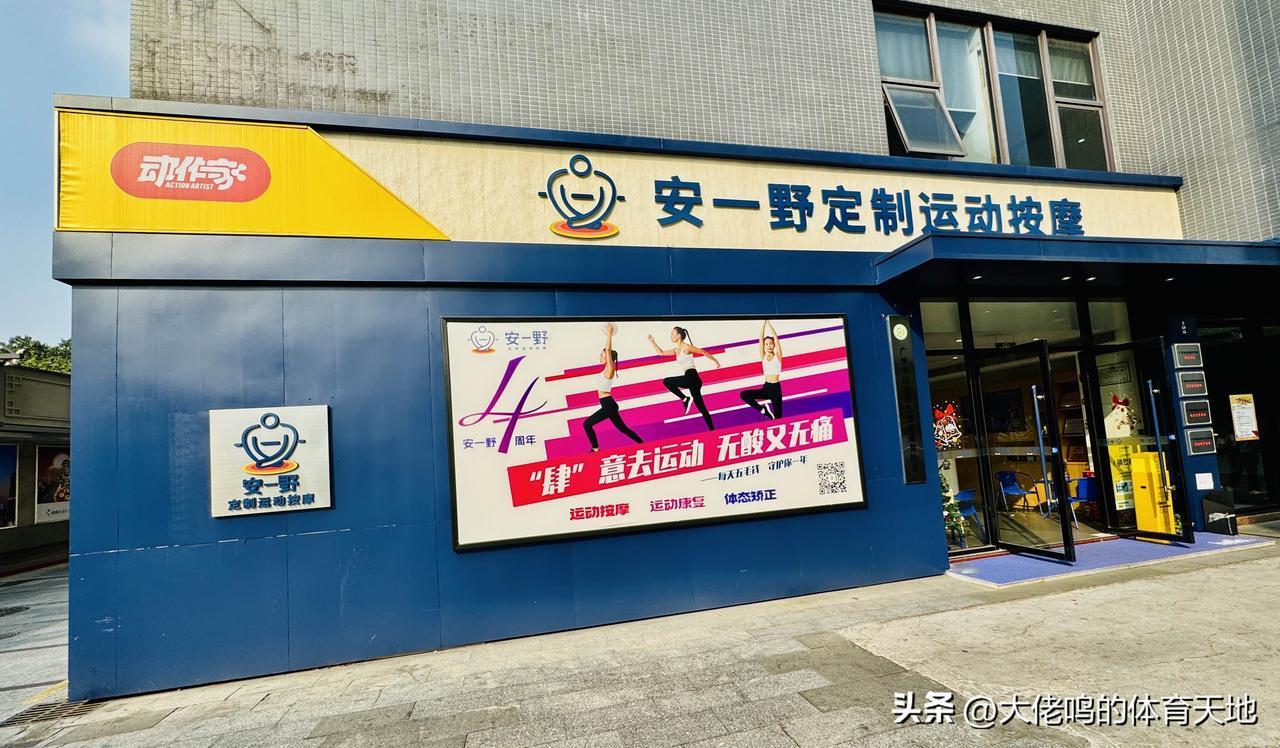 动作家
ACTION ARTIST
安一野定制运动按摩
安一野
4
安一野 周年
“肆”意去运动 无酸又无痛
——每天五毛钱 守护你一年
运动按摩 运动康复 体态矫正
安一野
定制运动按摩
105
头条 @大佬鸣的体育天地